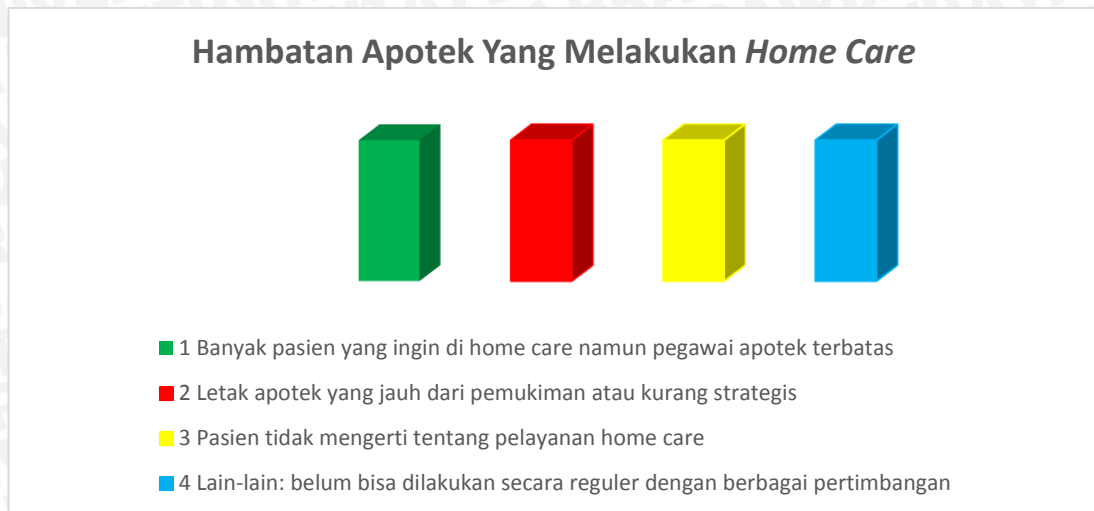 Hambatan Apotek Yang Melakukan Home Care
1 Banyak pasien yang ingin di home care namun pegawai apotek terbatas
2 Letak apotek yang jauh dari pemukiman atau kurang strategis
3 Pasien tidak mengerti tentang pelayanan home care
4 Lain-lain: belum bisa dilakukan secara reguler dengan berbagai pertimbangan